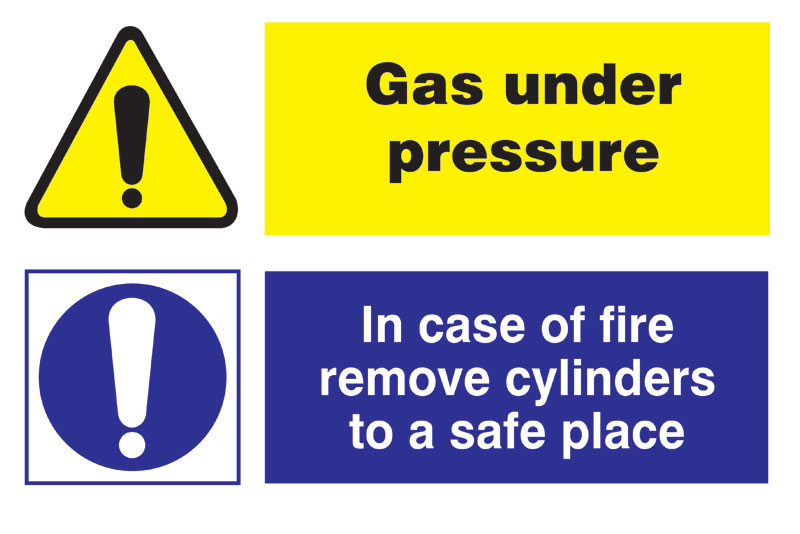 Gas under
pressure
In case of fire
remove cylinders
to a safe place